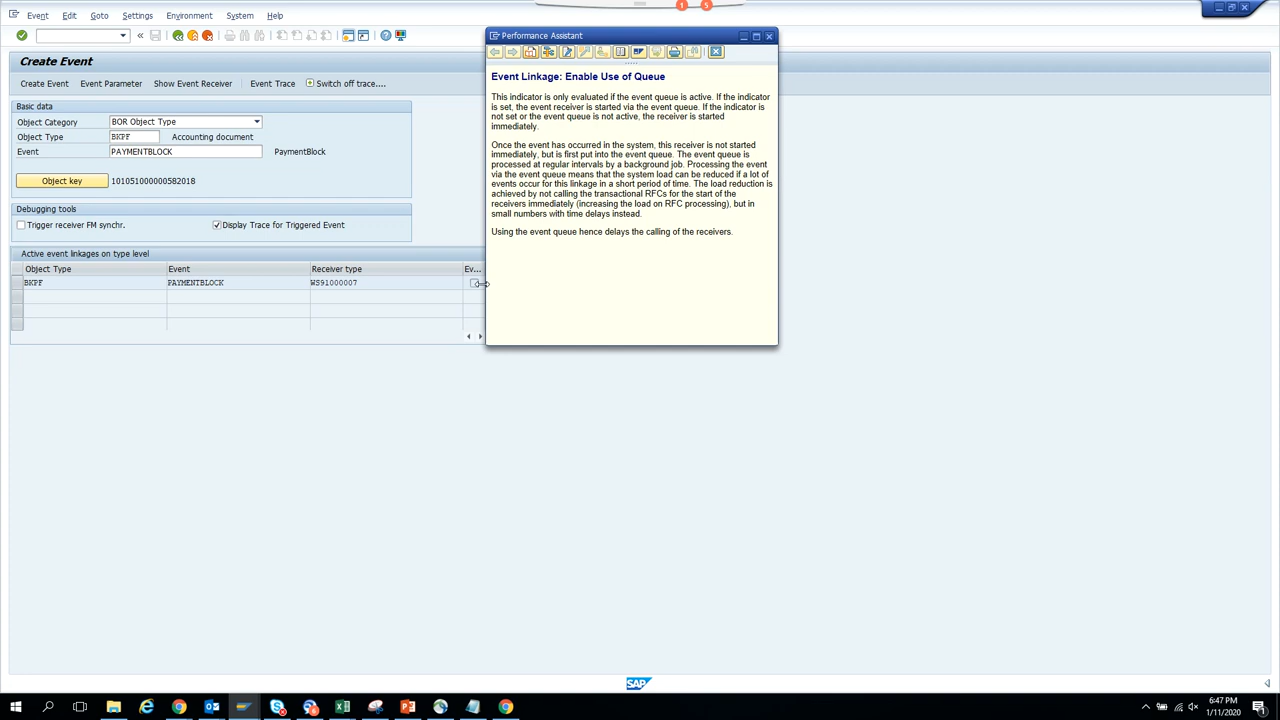 1 5
Event Edit Goto Settings Environment System Help
Create Event
Create Event Event Parameter Show Event Receiver Event Trace Switch off trace....
Basic data
Object Category BOR Object Type
Object Type BKPF Accounting document
Event PAYMENTBLOCK PaymentBlock
Object key 101051000000582018
Debugging tools
Trigger receiver FM synchr. Display Trace for Triggered Event
Active event linkages on type level
Object Type Event Receiver type Ev...
BKPF PAYMENTBLOCK WS91000007
Performance Assistant
Event Linkage: Enable Use of Queue
This indicator is only evaluated if the event queue is active. If the indicator
is set, the event receiver is started via the event queue. If the indicator is
not set or the event queue is not active, the receiver is started
immediately.
Once the event has occurred in the system, this receiver is not started
immediately, but is first put into the event queue. The event queue is
processed at regular intervals by a background job. Processing the event
via the event queue means that the system load can be reduced if a lot of
events occur for this linkage in a short period of time. The load reduction is
achieved by not calling the transactional RFCs for the start of the
receivers immediately (increasing the load on RFC processing), but in
small numbers with time delays instead.
Using the event queue hence delays the calling of the receivers.
SAP
6:47 PM
1/11/2020